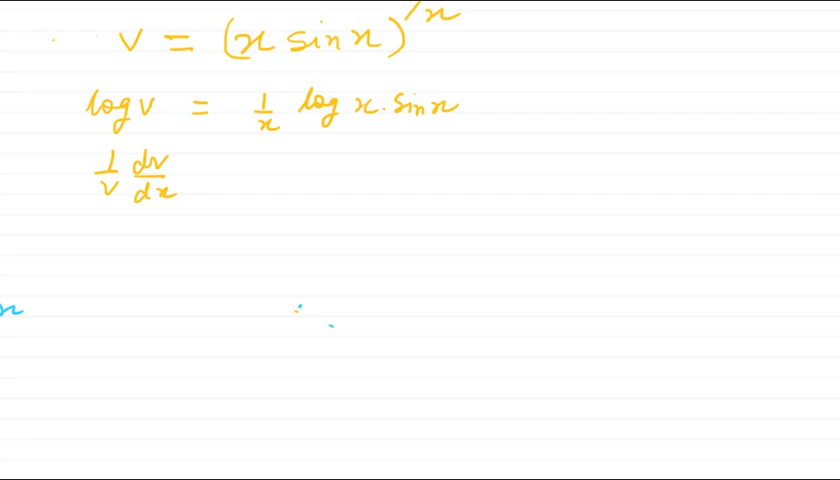 v = (x sin x)^1/x
log v = 1/x log x . sin x
1/v dv/dx
x